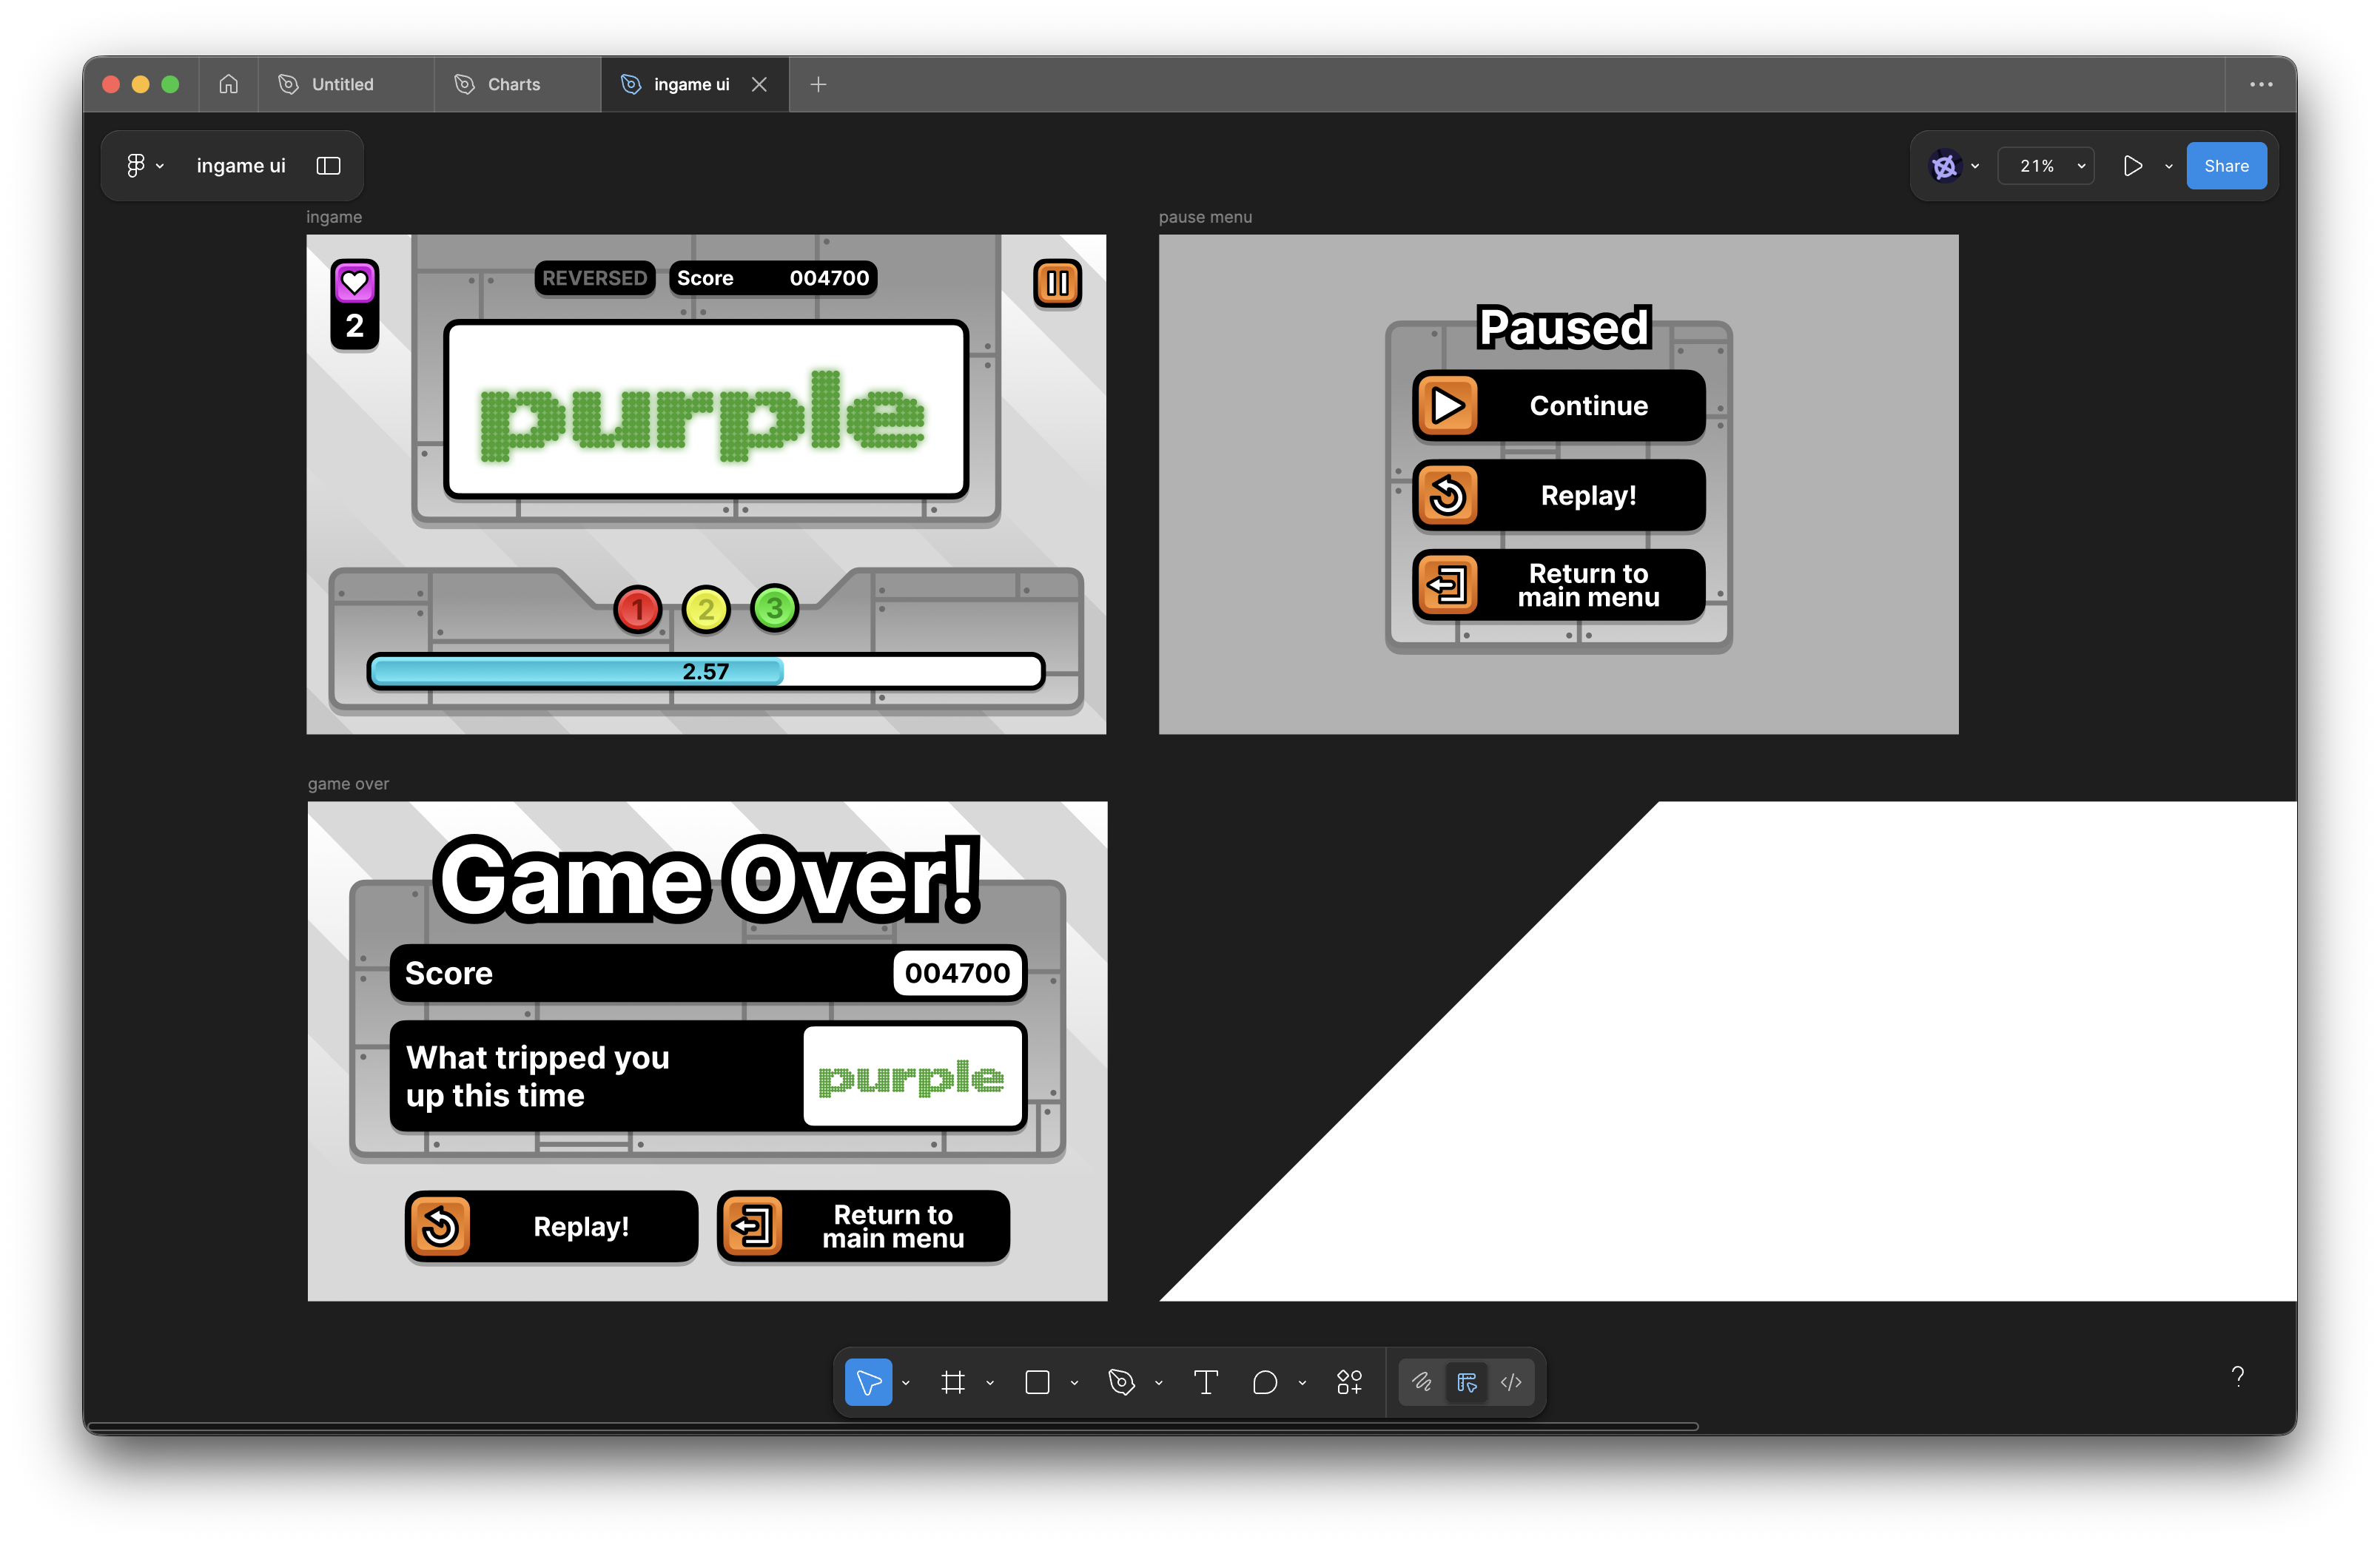 Untitled
Charts
ingame ui
ingame ui
21%
Share
ingame
pause menu
2
REVERSED
Score 004700
purple
1 2 3
2.57
Paused
Continue
Replay!
Return to
main menu
game over
Game Over!
Score 004700
What tripped you
up this time
purple
Replay!
Return to
main menu
?